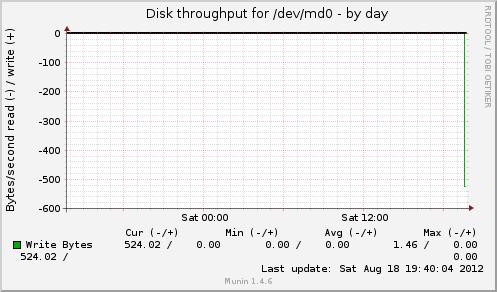 Disk throughput for /dev/md0 - by day
RRDTOOL / TOBI OETIKER
Bytes/second read (-) / write (+)
0
-100
-200
-300
-400
-500
-600
Sat 00:00 Sat 12:00
Cur (-/+) Min (-/+) Avg (-/+) Max (-/+)
Write Bytes 524.02 / 0.00 0.00 / 0.00 1.46 / 0.00
524.02 / 0.00
Last update: Sat Aug 18 19:40:04 2012
Munin 1.4.6